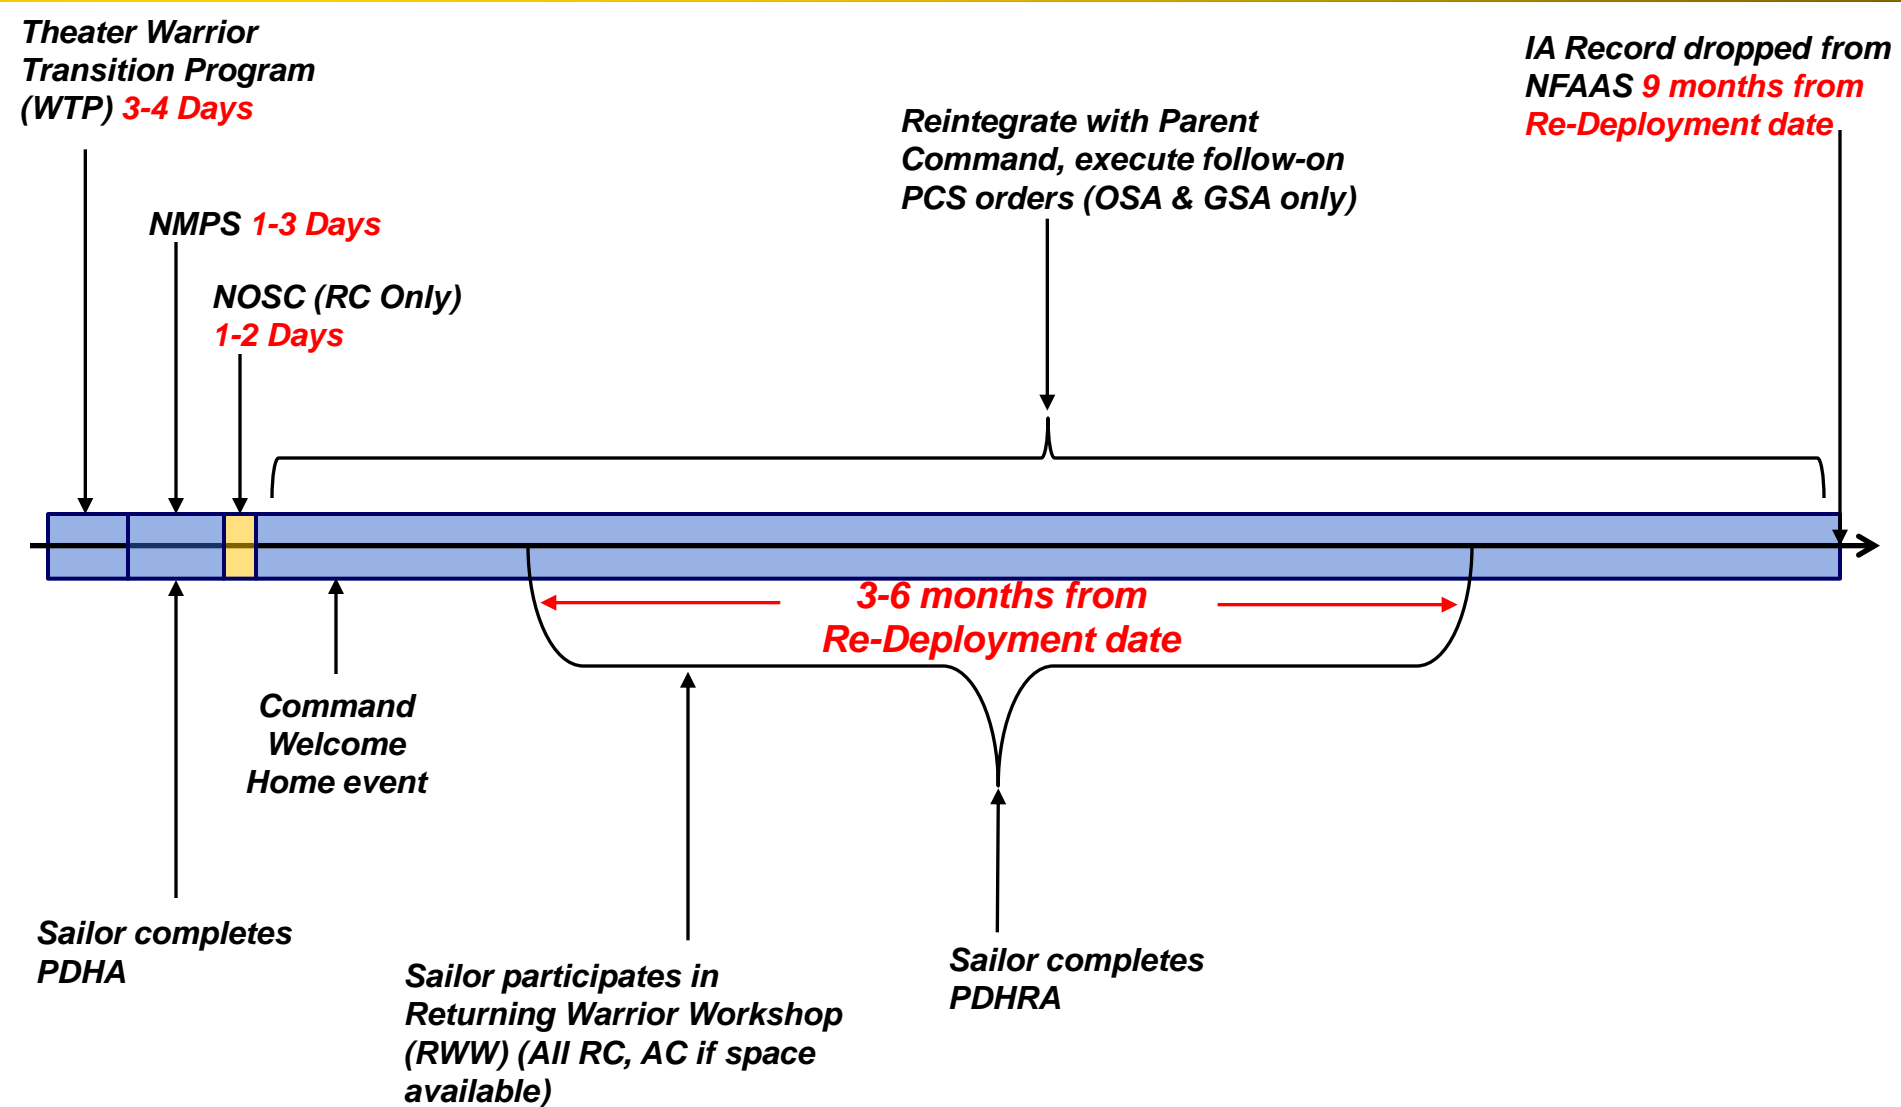 Theater Warrior
Transition Program
(WTP) 3-4 Days
IA Record dropped from
NFAAS 9 months from
Re-Deployment date
Reintegrate with Parent
Command, execute follow-on
PCS orders (OSA & GSA only)
NMPS 1-3 Days
NOSC (RC Only)
1-2 Days
3-6 months from
Re-Deployment date
Command
Welcome
Home event
Sailor completes
PDHA
Sailor participates in
Returning Warrior Workshop
(RWW) (All RC, AC if space
available)
Sailor completes
PDHRA